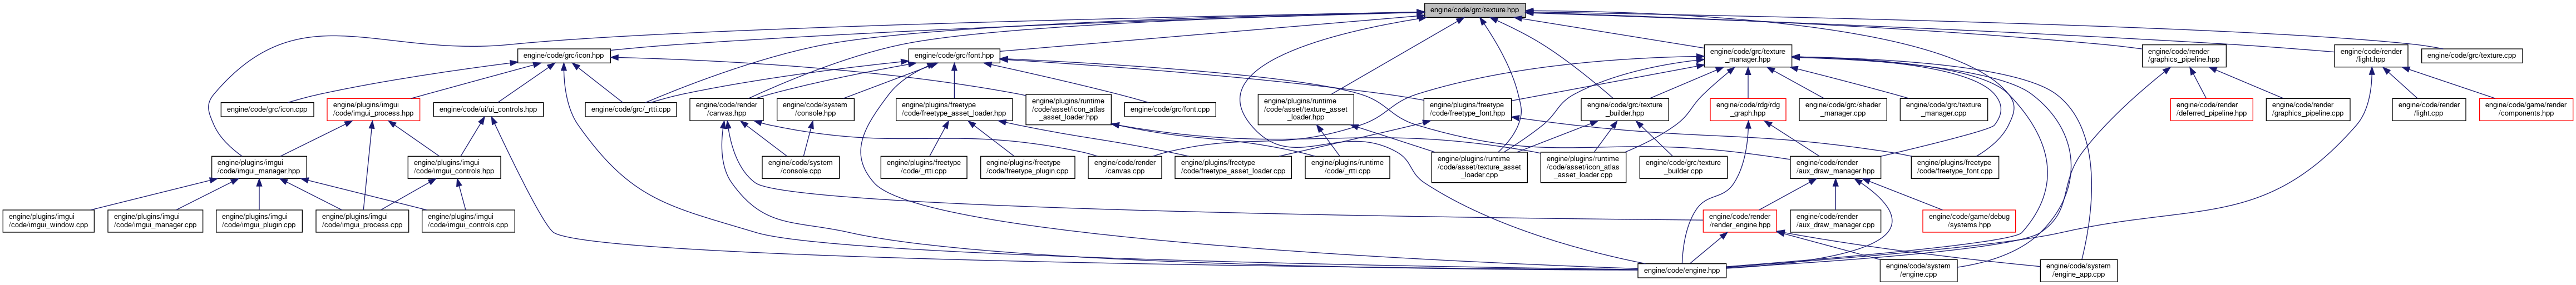 engine/code/grc/texture.hpp
engine/code/grc/icon.hpp
engine/code/grc/font.hpp
engine/code/grc/texture
_manager.hpp
engine/code/render
/graphics_pipeline.hpp
engine/code/render
/light.hpp
engine/code/grc/texture.cpp
engine/code/grc/icon.cpp
engine/plugins/imgui
/code/imgui_process.hpp
engine/code/ui/ui_controls.hpp
engine/code/grc/_rtti.cpp
engine/code/render
/canvas.hpp
engine/code/system
/console.hpp
engine/plugins/freetype
/code/freetype_asset_loader.hpp
engine/plugins/runtime
/code/asset/icon_atlas
_asset_loader.hpp
engine/code/grc/font.cpp
engine/plugins/runtime
/code/asset/texture_asset
_loader.hpp
engine/plugins/freetype
/code/freetype_font.hpp
engine/code/grc/texture
_builder.hpp
engine/code/rdg/rdg
_graph.hpp
engine/code/grc/shader
_manager.cpp
engine/code/grc/texture
_manager.cpp
engine/code/render
/deferred_pipeline.hpp
engine/code/render
/graphics_pipeline.cpp
engine/code/render
/light.cpp
engine/code/game/render
/components.hpp
engine/plugins/imgui
/code/imgui_manager.hpp
engine/plugins/imgui
/code/imgui_controls.hpp
engine/code/system
/console.cpp
engine/plugins/freetype
/code/_rtti.cpp
engine/plugins/freetype
/code/freetype_plugin.cpp
engine/code/render
/canvas.cpp
engine/plugins/freetype
/code/freetype_asset_loader.cpp
engine/plugins/runtime
/code/_rtti.cpp
engine/plugins/runtime
/code/asset/texture_asset
_loader.cpp
engine/plugins/runtime
/code/asset/icon_atlas
_asset_loader.cpp
engine/code/grc/texture
_builder.cpp
engine/code/render
/aux_draw_manager.hpp
engine/plugins/freetype
/code/freetype_font.cpp
engine/plugins/imgui
/code/imgui_window.cpp
engine/plugins/imgui
/code/imgui_manager.cpp
engine/plugins/imgui
/code/imgui_plugin.cpp
engine/plugins/imgui
/code/imgui_process.cpp
engine/plugins/imgui
/code/imgui_controls.cpp
engine/code/render
/render_engine.hpp
engine/code/render
/aux_draw_manager.cpp
engine/code/game/debug
/systems.hpp
engine/code/engine.hpp
engine/code/system
/engine.cpp
engine/code/system
/engine_app.cpp